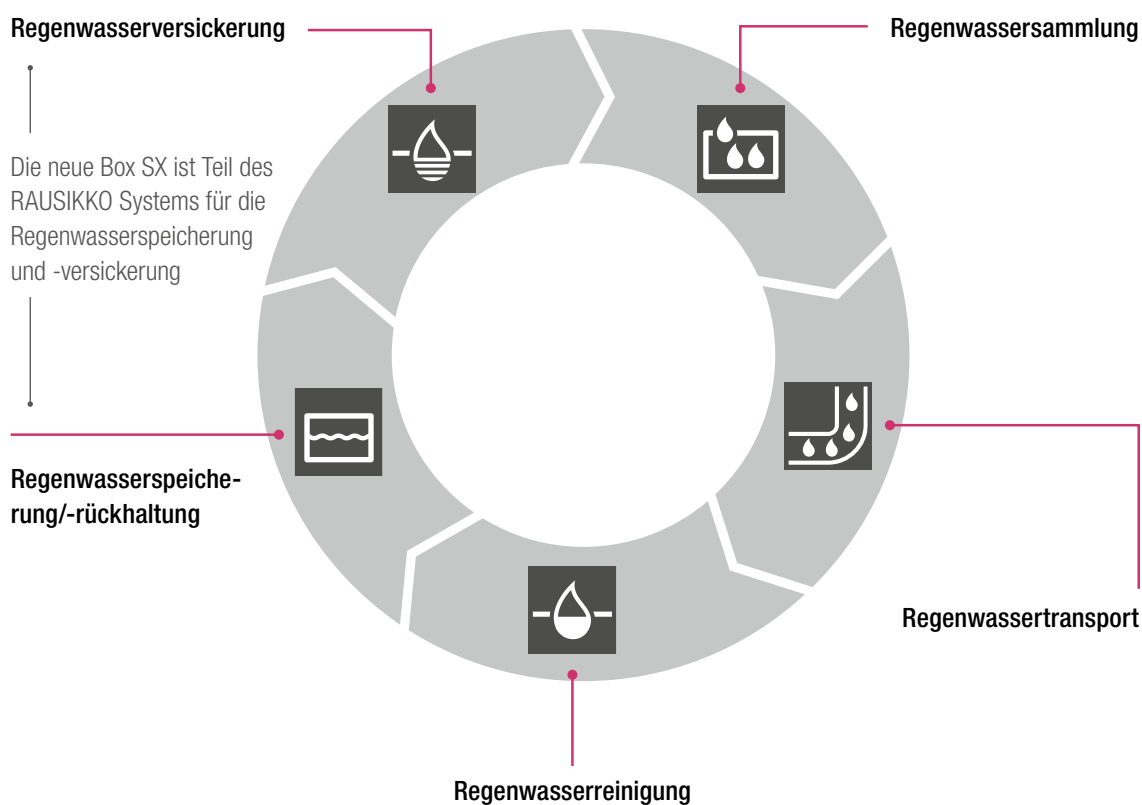 Regenwasserversickerung
Regenwassersammlung
Die neue Box SX ist Teil des
RAUSIKKO Systems für die
Regenwasserspeicherung
und -versickerung
Regenwasserspeiche-
rung/-rückhaltung
Regenwassertransport
Regenwasserreinigung